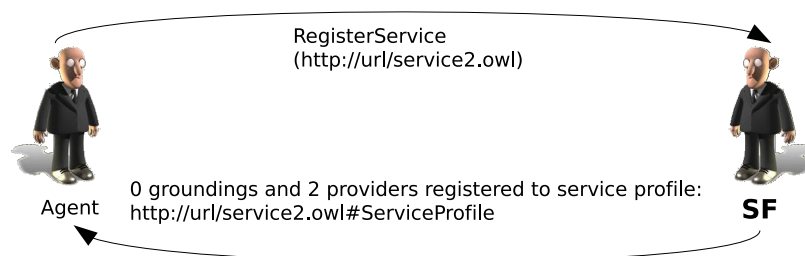 RegisterService
(http://url/service2.owl)
0 groundings and 2 providers registered to service profile:
http://url/service2.owl#ServiceProfile
Agent
SF